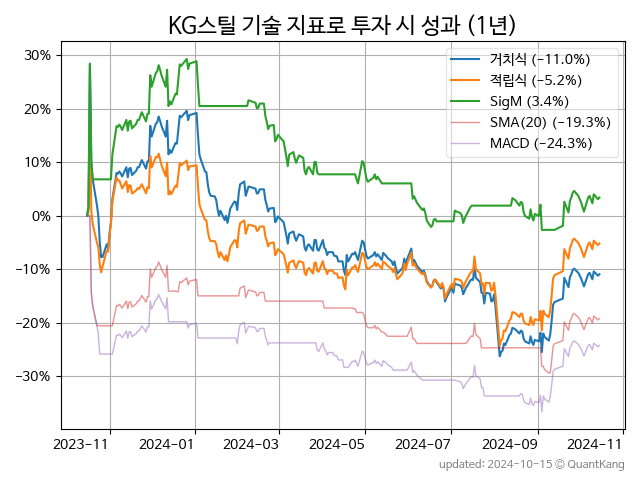 KG스틸 기술 지표로 투자 시 성과 (1년)
거치식 (−11.0%)
적립식 (−5.2%)
SigM (3.4%)
SMA(20) (−19.3%)
MACD (−24.3%)
30%
20%
10%
0%
−10%
−20%
−30%
2023-11
2024-01
2024-03
2024-05
2024-07
2024-09
2024-11
updated: 2024-10-15 © QuantKang